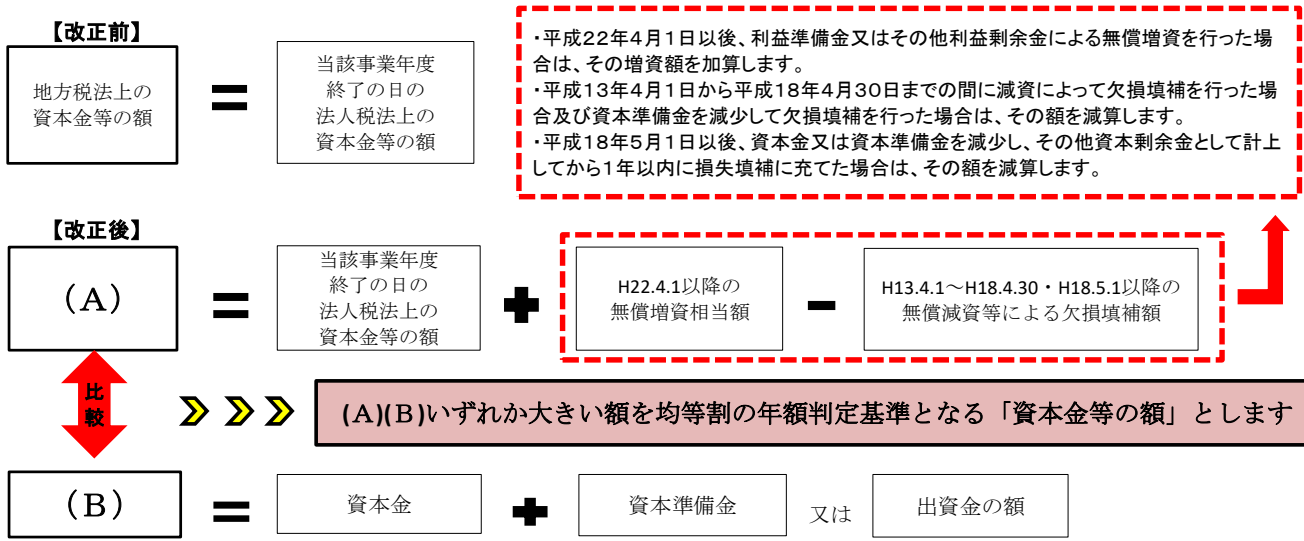 【改正前】
地方税法上の
資本金等の額
=
当該事業年度
終了の日の
法人税法上の
資本金等の額
・平成22年4月1日以後、利益準備金又はその他利益剰余金による無償増資を行った場
合は、その増資額を加算します。
・平成13年4月1日から平成18年4月30日までの間に減資によって欠損填補を行った場
合及び資本準備金を減少して欠損填補を行った場合は、その額を減算します。
・平成18年5月1日以後、資本金又は資本準備金を減少し、その他資本剰余金として計上
してから1年以内に損失填補に充てた場合は、その額を減算します。
【改正後】
(A)
=
当該事業年度
終了の日の
法人税法上の
資本金等の額
+
H22.4.1以降の
無償増資相当額
-
H13.4.1～H18.4.30・H18.5.1以降の
無償減資等による欠損填補額
比
較
(A)(B)いずれか大きい額を均等割の年額判定基準となる「資本金等の額」とします
(B)
=
資本金
+
資本準備金
又は
出資金の額